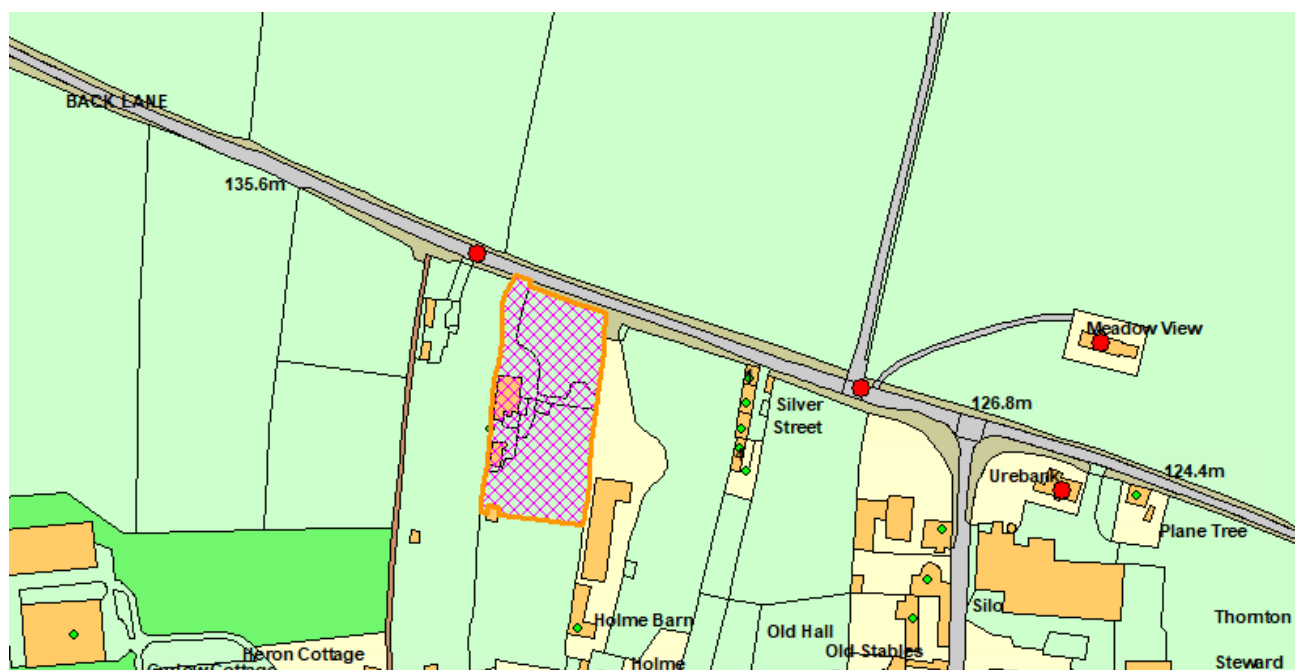 BACK LANE
135.6m
Meadow View
126.8m
Silver
Street
124.4m
Urebank
Plane Tree
Silo
Thornton
Steward
Holme Barn
Old Hall
Old Stables
Heron Cottage
Holme
Cottage